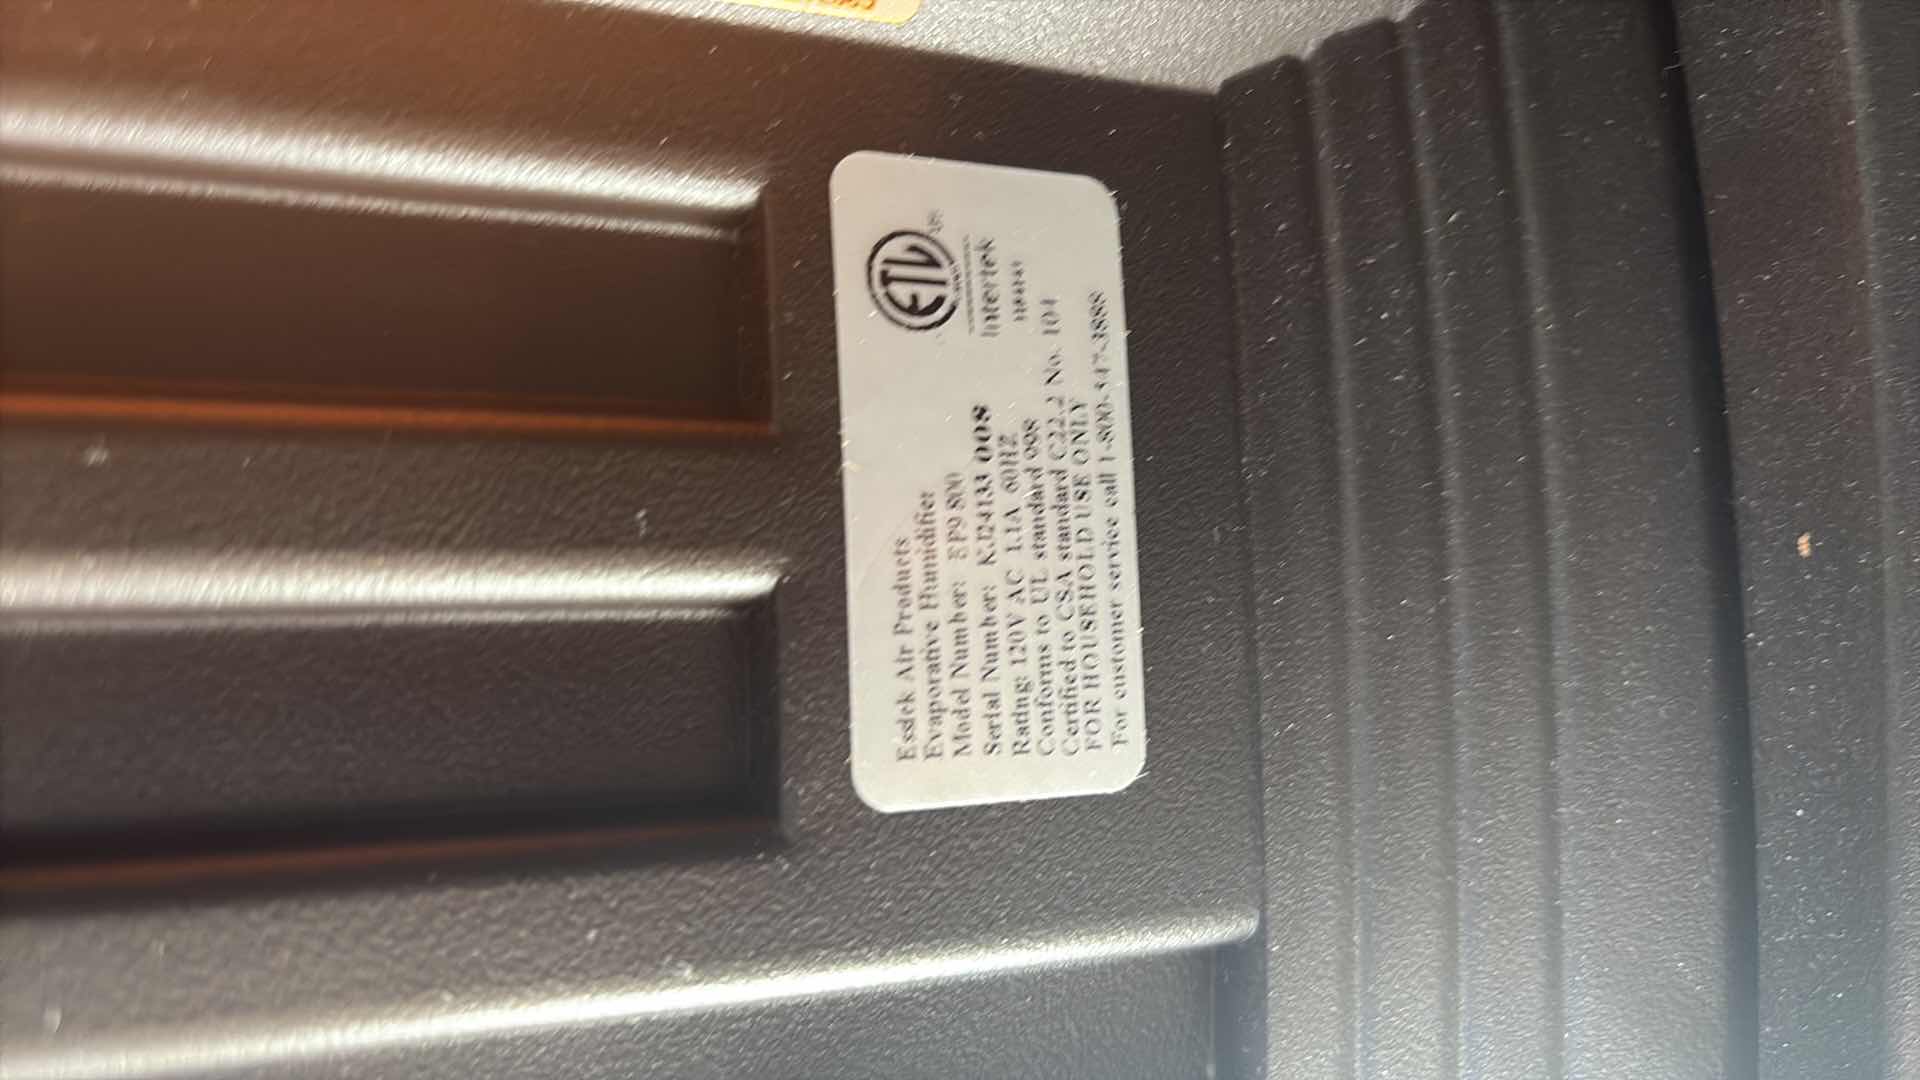 Essick Air Products
Evaporative Humidifier
Model Number: EP9 800
Serial Number: KJ24133 008
Rating: 120V AC 1.1A 60HZ
Conforms to UL standard 998
Certified to CSA standard C22.2 No. 104
FOR HOUSEHOLD USE ONLY
For customer service call 1-800-547-3888
ETL
Intertek